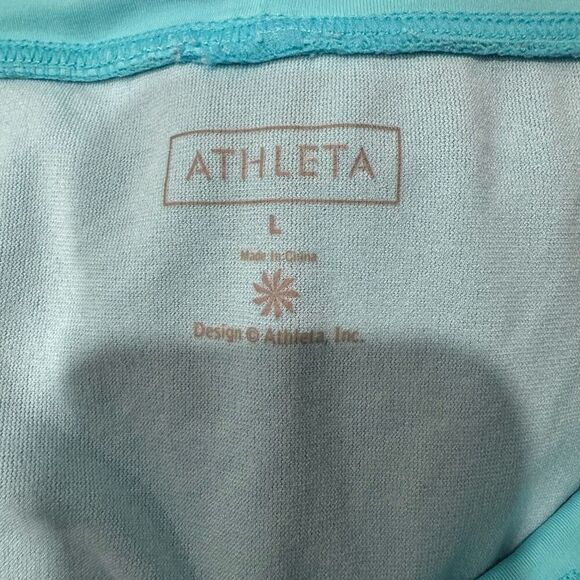 ATHLETA
L
Made in China
Design © Athleta, Inc.